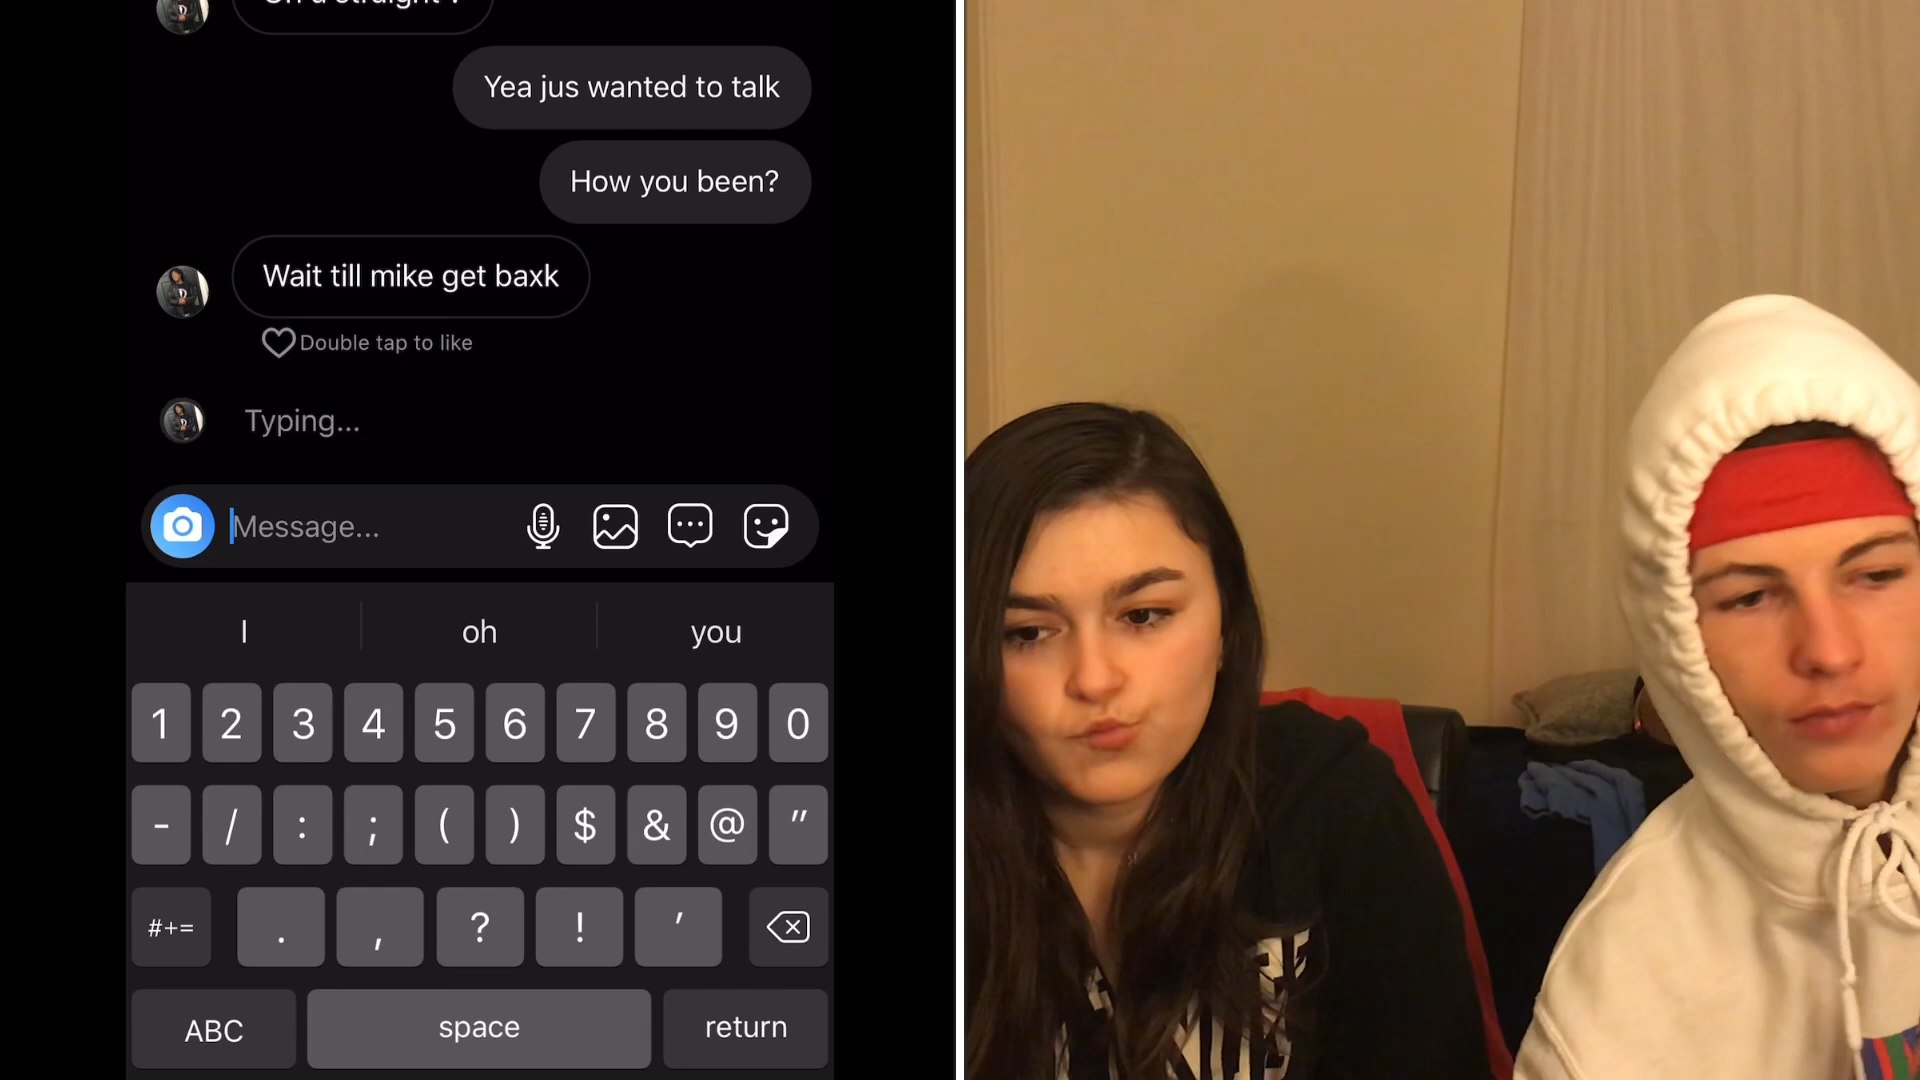 Yea jus wanted to talk
How you been?
Wait till mike get baxk
Double tap to like
Typing...
Message...
I oh you
1 2 3 4 5 6 7 8 9 0
- / : ; ( ) $ & @ "
#+= . , ? ! '
ABC space return